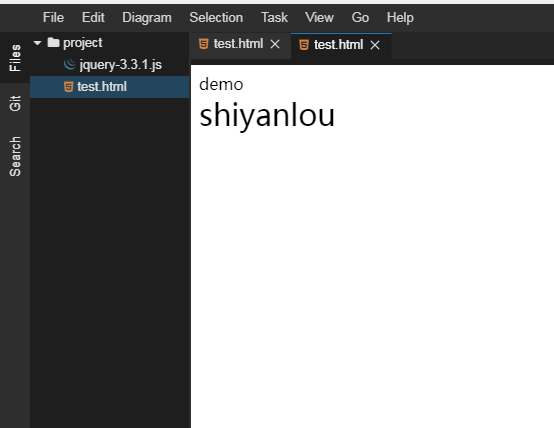 File Edit Diagram Selection Task View Go Help
Files
Git
Search
project
jquery-3.3.1.js
test.html
test.html test.html
demo
shiyanlou